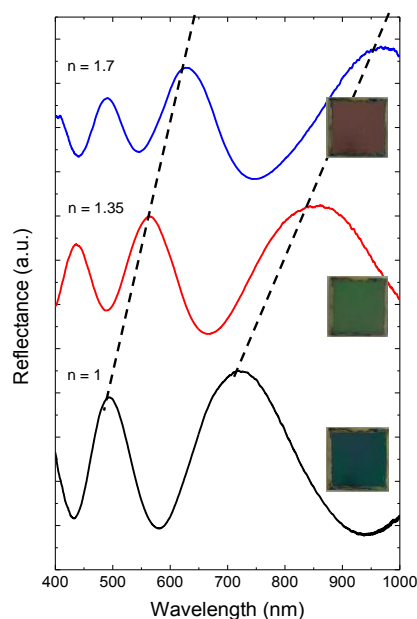 n = 1.7
n = 1.35
n = 1
Reflectance (a.u.)
400 500 600 700 800 900 1000
Wavelength (nm)